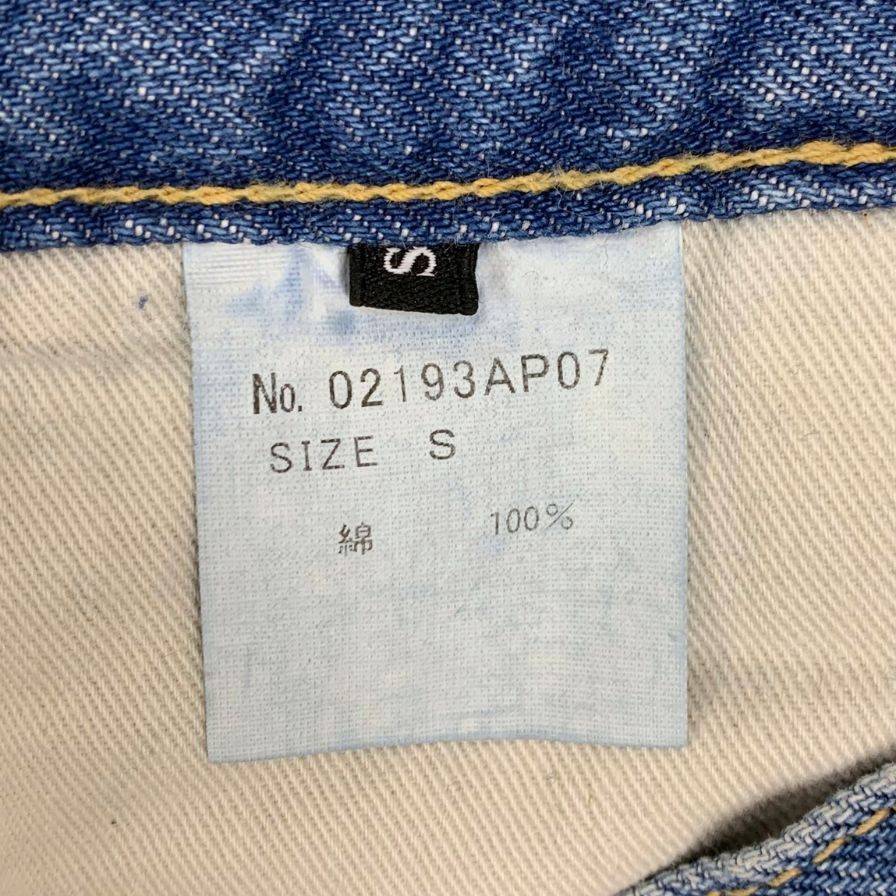 S
No. 02193AP07
SIZE S
綿 100%